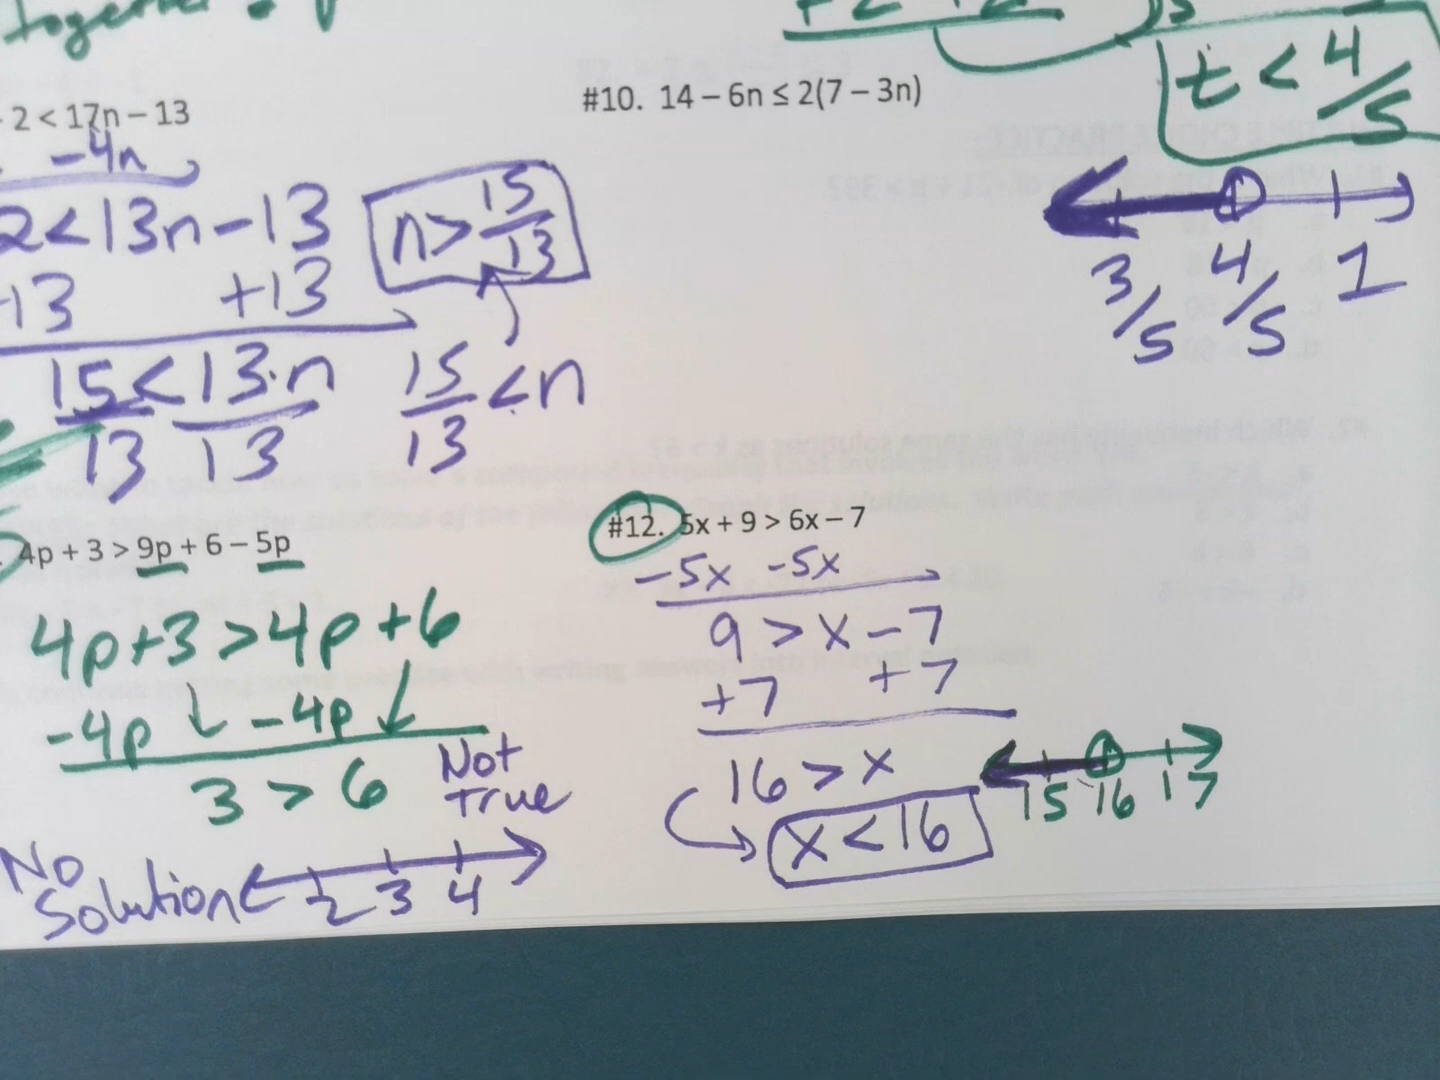 together
t < 4/5
3/5 4/5 1
- 2 < 17n – 13
-4n
2 < 13n - 13
+13 +13
15 < 13·n
13 13
15/13 < n
n > 15/13
#10. 14 – 6n ≤ 2(7 – 3n)
4p + 3 > 9p + 6 – 5p
4p + 3 > 4p + 6
-4p -4p
3 > 6 Not true
No Solution
2 3 4
#12. 5x + 9 > 6x – 7
-5x -5x
9 > x - 7
+7 +7
16 > x
x < 16
15 16 17